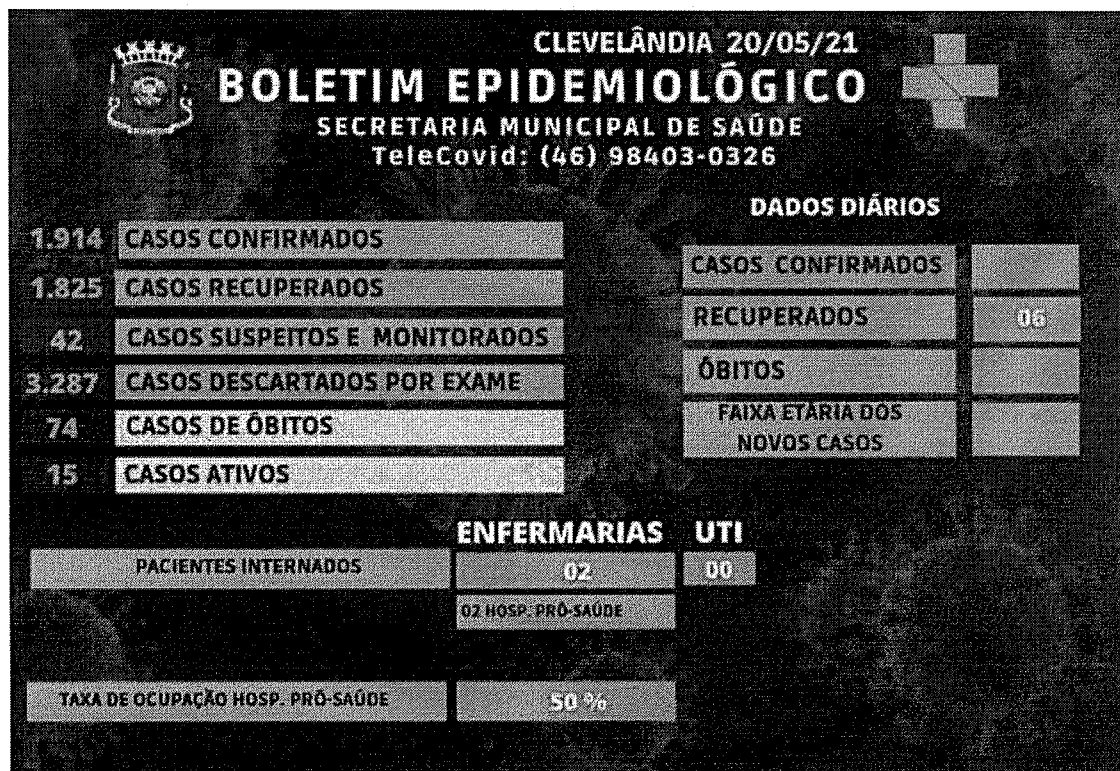 CLEVELÂNDIA 20/05/21
BOLETIM EPIDEMIOLÓGICO
SECRETARIA MUNICIPAL DE SAÚDE
TeleCovid: (46) 98403-0326
1.914 CASOS CONFIRMADOS
1.825 CASOS RECUPERADOS
42 CASOS SUSPEITOS E MONITORADOS
3.287 CASOS DESCARTADOS POR EXAME
74 CASOS DE ÓBITOS
15 CASOS ATIVOS
DADOS DIÁRIOS
CASOS CONFIRMADOS
RECUPERADOS 06
ÓBITOS
FAIXA ETÁRIA DOS
NOVOS CASOS
ENFERMARIAS UTI
PACIENTES INTERNADOS 02 00
02 HOSP. PRÓ-SAÚDE
TAXA DE OCUPAÇÃO HOSP. PRÓ-SAÚDE 50 %